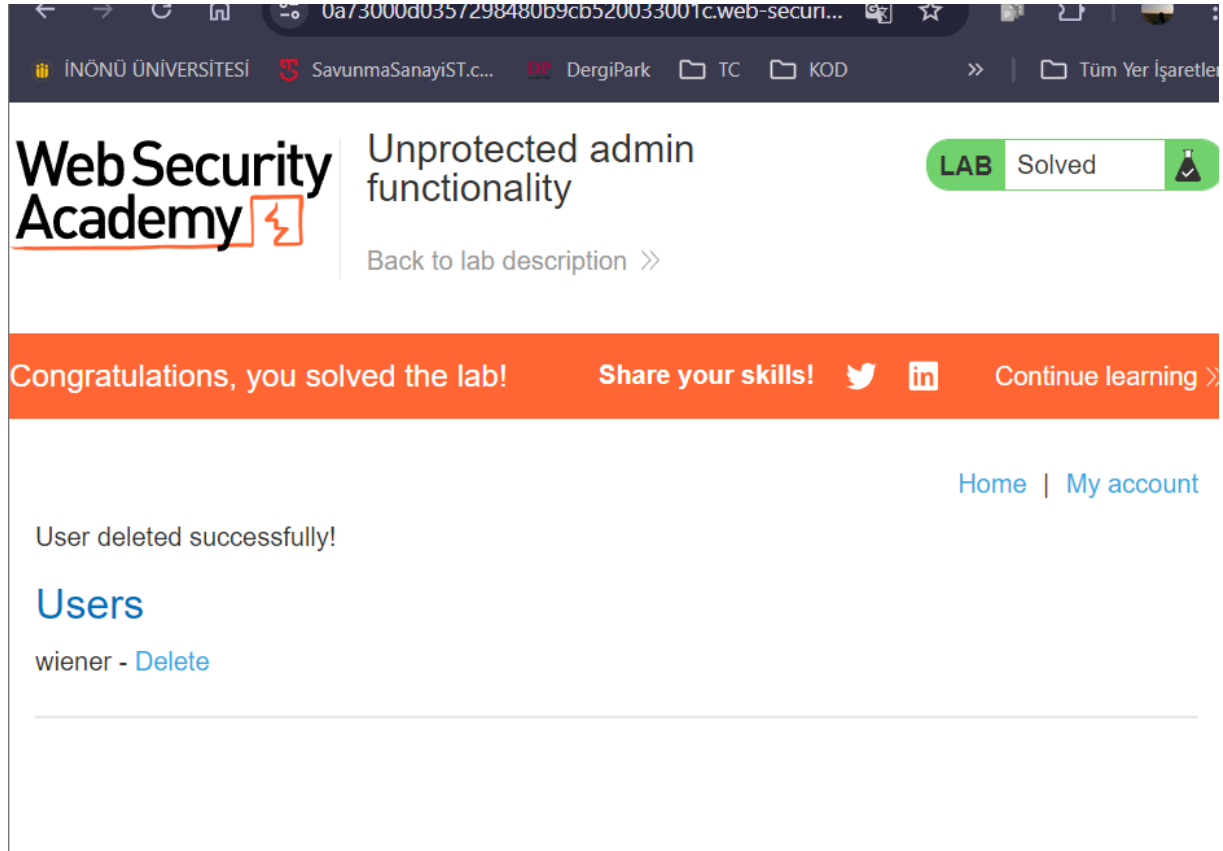 0a73000d0357298480b9cb520033001c.web-securi...
İNÖNÜ ÜNİVERSİTESİ SavunmaSanayiST.c... DP DergiPark TC KOD » Tüm Yer İşaretler
Web Security
Academy
Unprotected admin
functionality
LAB Solved
Back to lab description
Congratulations, you solved the lab! Share your skills! in Continue learning
Home | My account
User deleted successfully!
Users
wiener - Delete